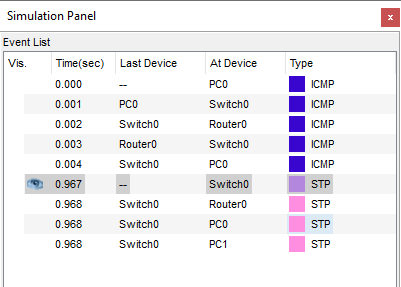 Simulation Panel
x
Event List
Vis. Time(sec) Last Device At Device Type
0.000 -- PC0 ICMP
0.001 PC0 Switch0 ICMP
0.002 Switch0 Router0 ICMP
0.003 Router0 Switch0 ICMP
0.004 Switch0 PC0 ICMP
0.967 -- Switch0 STP
0.968 Switch0 Router0 STP
0.968 Switch0 PC0 STP
0.968 Switch0 PC1 STP